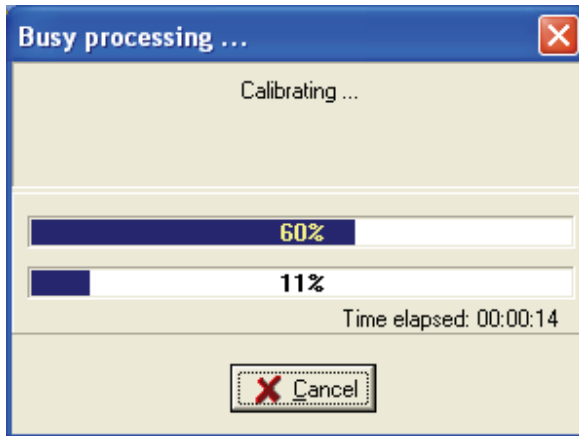 Busy processing ...
Calibrating ...
60%
11%
Time elapsed: 00:00:14
Cancel